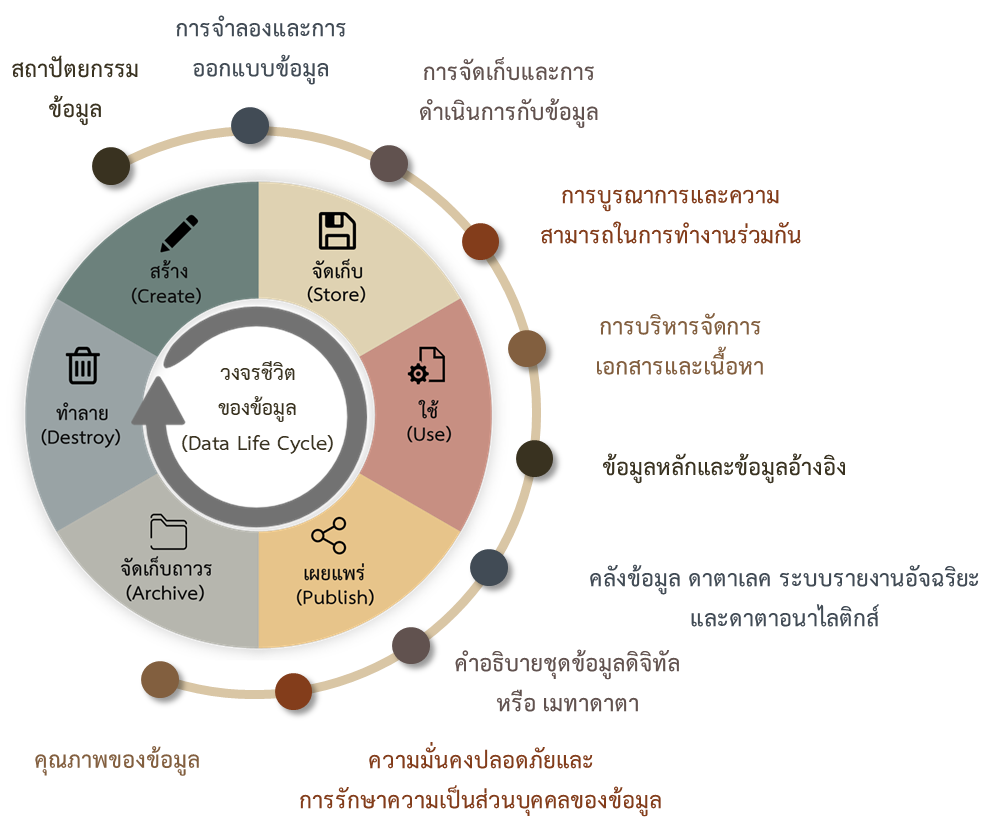 การจำลองและการ
ออกแบบข้อมูล
สถาปัตยกรรม
ข้อมูล
การจัดเก็บและการ
ดำเนินการกับข้อมูล
การบูรณาการและความ
สามารถในการทำงานร่วมกัน
การบริหารจัดการ
เอกสารและเนื้อหา
ข้อมูลหลักและข้อมูลอ้างอิง
คลังข้อมูล ดาตาเลค ระบบรายงานอัจฉริยะ
และดาตาอนาไลติกส์
คำอธิบายชุดข้อมูลดิจิทัล
หรือ เมทาดาตา
ความมั่นคงปลอดภัยและ
การรักษาความเป็นส่วนบุคคลของข้อมูล
คุณภาพของข้อมูล
สร้าง
(Create)
จัดเก็บ
(Store)
ใช้
(Use)
เผยแพร่
(Publish)
จัดเก็บถาวร
(Archive)
ทำลาย
(Destroy)
วงจรชีวิต
ของข้อมูล
(Data Life Cycle)